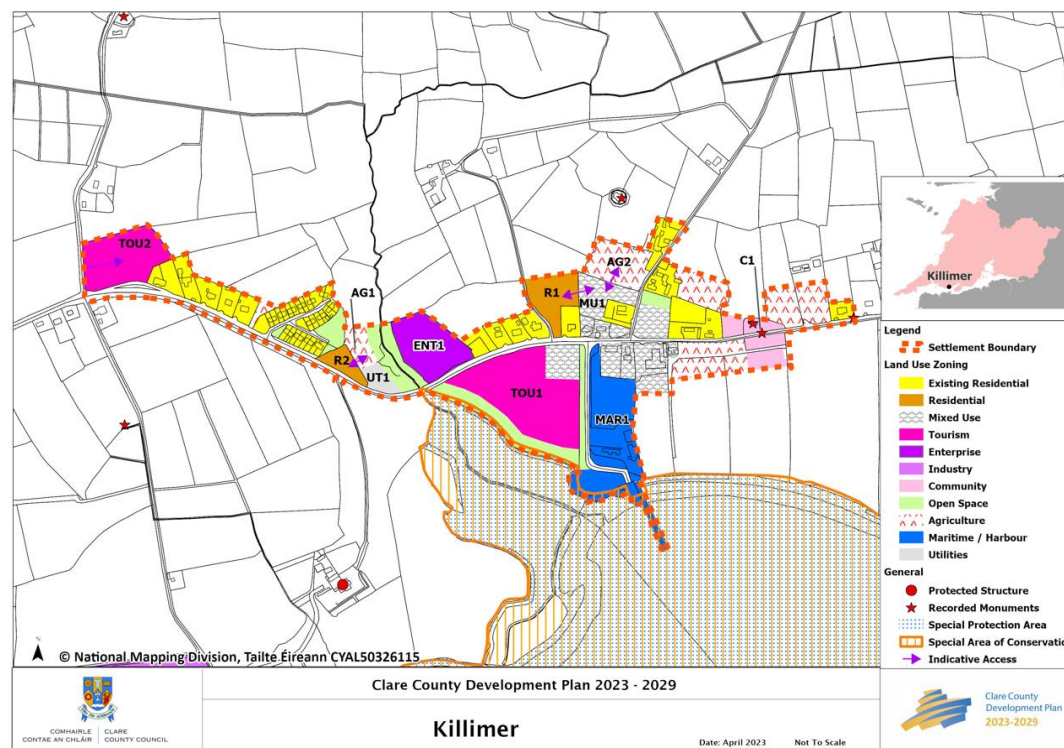 TOU2
AG1
R2
UT1
ENT1
TOU1
R1
MU1
AG2
C1
MAR1
Killimer
Legend
Settlement Boundary
Land Use Zoning
Existing Residential
Residential
Mixed Use
Tourism
Enterprise
Industry
Community
Open Space
Agriculture
Maritime / Harbour
Utilities
General
Protected Structure
Recorded Monuments
Special Protection Area
Special Area of Conservatio
Indicative Access
N
© National Mapping Division, Tailte Éireann CYAL50326115
COMHAIRLE
CONTAE AN CHLÁIR
CLARE
COUNTY COUNCIL
Clare County Development Plan 2023 - 2029
Killimer
Date: April 2023 Not To Scale
Clare County
Development Plan
2023-2029